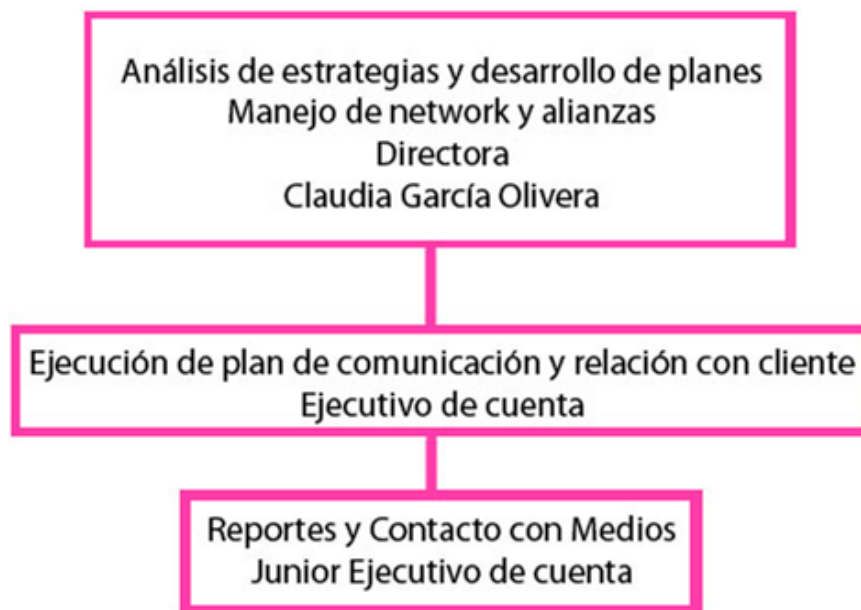 Análisis de estrategias y desarrollo de planes
Manejo de network y alianzas
Directora
Claudia García Olivera
Ejecución de plan de comunicación y relación con cliente
Ejecutivo de cuenta
Reportes y Contacto con Medios
Junior Ejecutivo de cuenta